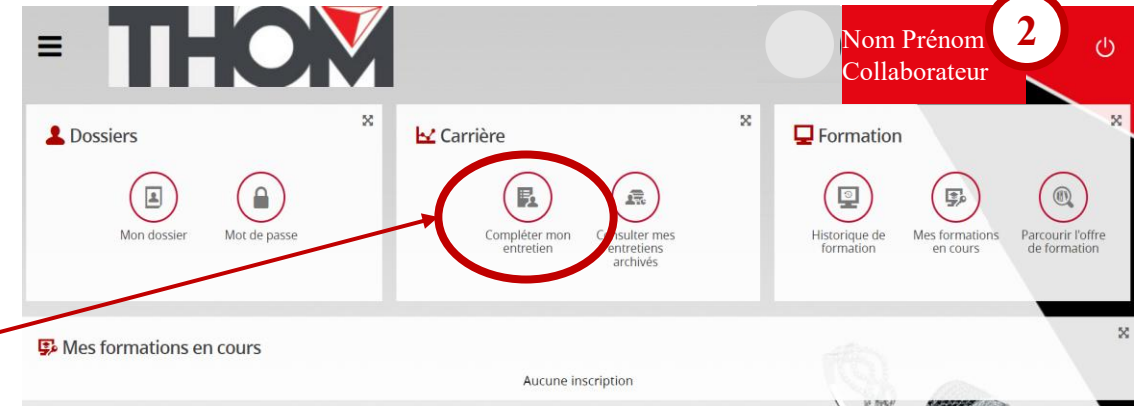 THOM
Nom Prénom
Collaborateur
2
Dossiers
Mon dossier
Mot de passe
Carrière
Compléter mon
entretien
Consulter mes
entretiens
archivés
Formation
Historique de
formation
Mes formations
en cours
Parcourir l'offre
de formation
Mes formations en cours
Aucune inscription